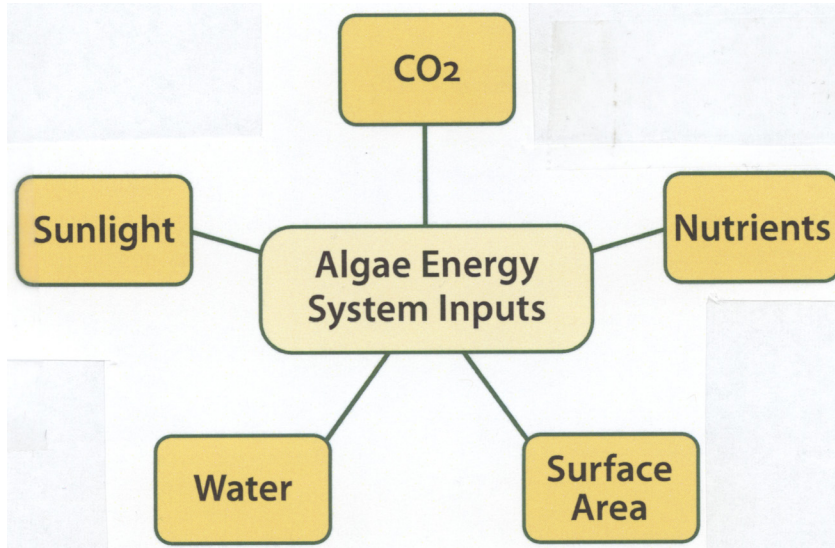 CO2
Sunlight
Nutrients
Algae Energy
System Inputs
Water
Surface
Area